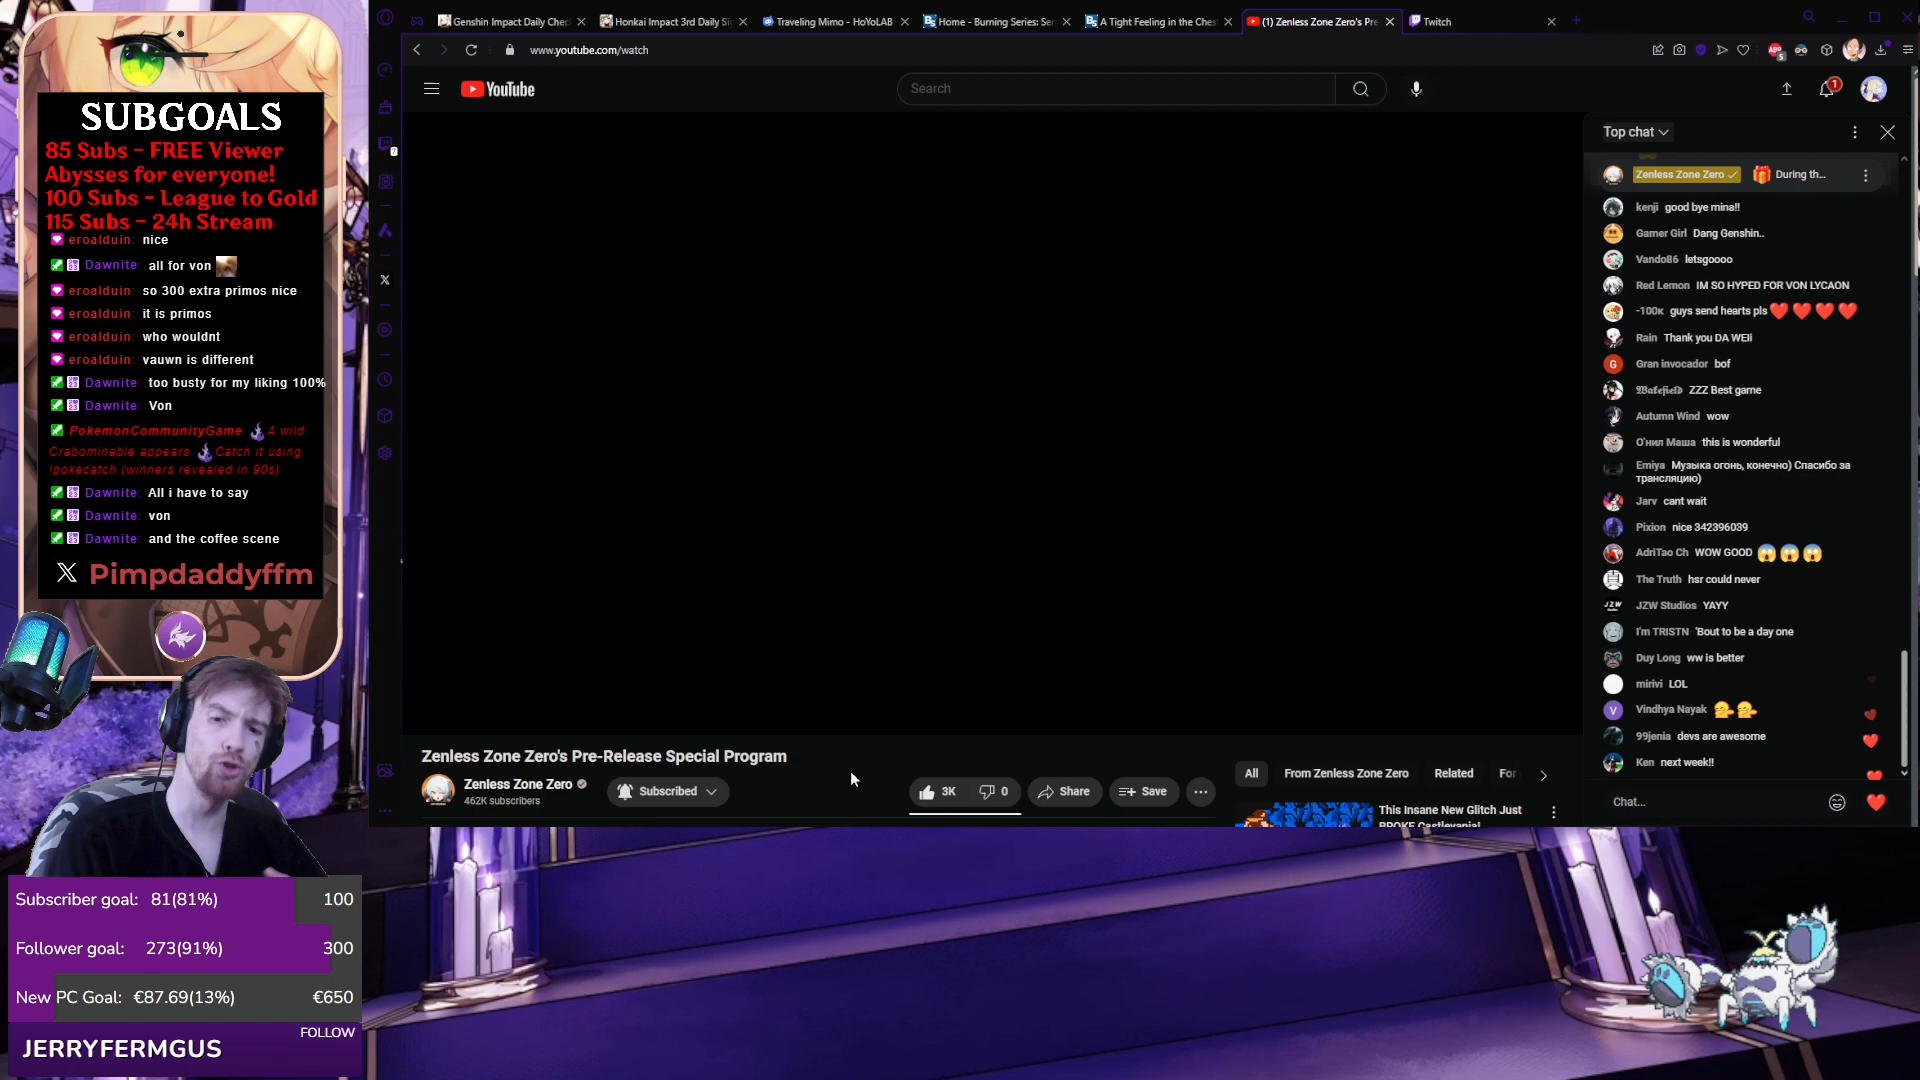 SUBGOALS
85 Subs - FREE Viewer
Abysses for everyone!
100 Subs - League to Gold
115 Subs - 24h Stream
eroalduin: nice
Dawnite: all for von
eroalduin: so 300 extra primos nice
eroalduin: it is primos
eroalduin: who wouldnt
eroalduin: vauwn is different
Dawnite: too busty for my liking 100%
Dawnite: Von
PokemonCommunityGame A wild
Crabominable appears Catch it using
!pokecatch (winners revealed in 90s)
Dawnite: All i have to say
Dawnite: von
Dawnite: and the coffee scene
X Pimpdaddyffm
Subscriber goal: 81(81%) 100
Follower goal: 273(91%) 300
New PC Goal: €87.69(13%) €650
FOLLOW
JERRYFERMGUS
Genshin Impact Daily Chec
Honkai Impact 3rd Daily Si
Traveling Mimo - HoYoLAB
Home - Burning Series: Ser
A Tight Feeling in the Ches
(1) Zenless Zone Zero's Pre
Twitch
www.youtube.com/watch
YouTube
Search
1
Zenless Zone Zero's Pre-Release Special Program
Zenless Zone Zero
462K subscribers
Subscribed
3K
0
Share
Save
All
From Zenless Zone Zero
Related
For
This Insane New Glitch Just
BROKE Castlevania!
Top chat
Zenless Zone Zero During th...
kenji good bye mina!!
Gamer Girl Dang Genshin..
Vando86 letsgoooo
Red Lemon IM SO HYPED FOR VON LYCAON
-100к guys send hearts pls
Rain Thank you DA WEIi
Gran invocador bof
𝕭𝖆𝖙𝖊𝖋𝖎𝖊𝖑𝕯 ZZZ Best game
Autumn Wind wow
О'нил Маша this is wonderful
Emiya Музыка огонь, конечно) Спасибо за
трансляцию)
Jarv cant wait
Pixion nice 342396039
AdriTao Ch WOW GOOD
The Truth hsr could never
JZW Studios YAYY
I'm TRISTN 'Bout to be a day one
Duy Long ww is better
mirivi LOL
Vindhya Nayak
99jenia devs are awesome
Ken next week!!
Chat...